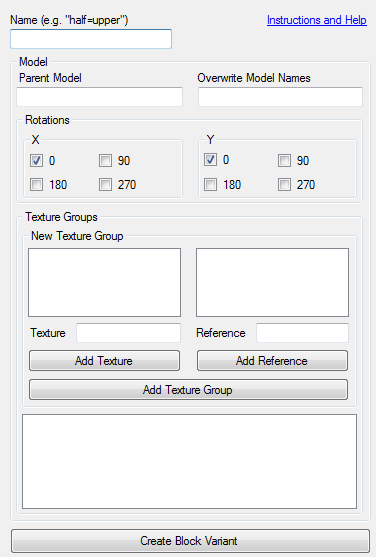 Name (e.g. "half=upper") Instructions and Help
Model
Parent Model Overwrite Model Names
Rotations
X Y
0 90 0 90
180 270 180 270
Texture Groups
New Texture Group
Texture Reference
Add Texture Add Reference
Add Texture Group
Create Block Variant